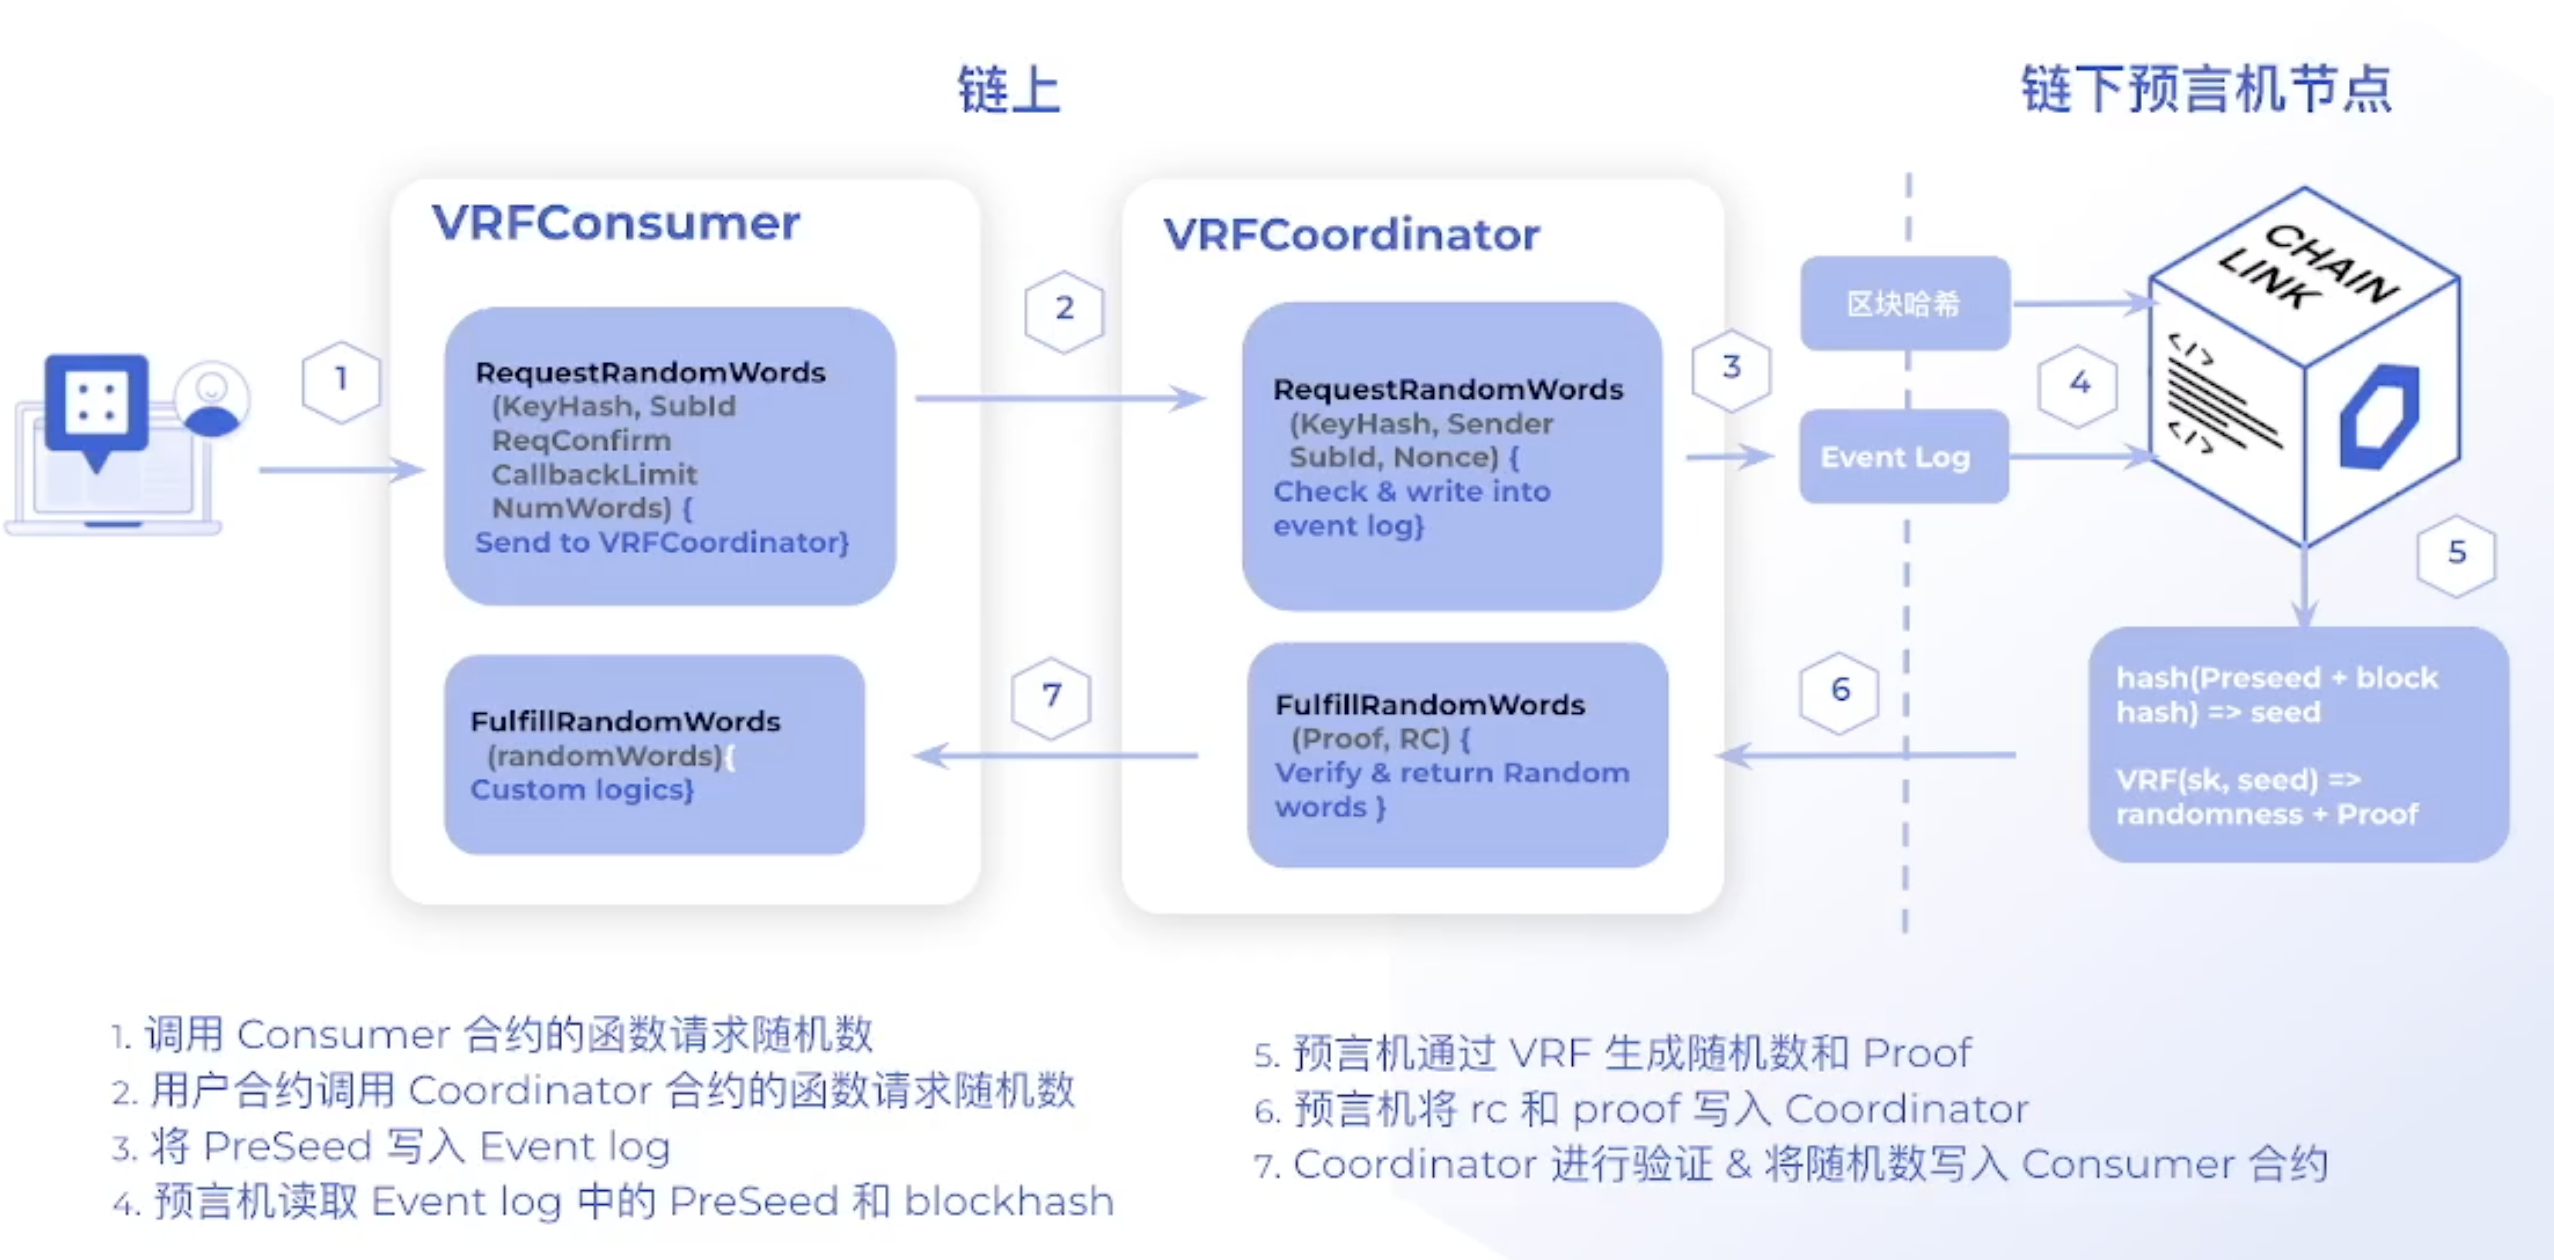 链上
链下预言机节点
VRFConsumer
1
RequestRandomWords
(KeyHash, SubId
ReqConfirm
CallbackLimit
NumWords) {
Send to VRFCoordinator}
FulfillRandomWords
(randomWords){
Custom logics}
2
7
VRFCoordinator
RequestRandomWords
(KeyHash, Sender
SubId, Nonce) {
Check & write into
event log}
FulfillRandomWords
(Proof, RC) {
Verify & return Random
words }
3
区块哈希
Event Log
4
6
CHAIN
LINK
</>
</>
5
hash(Preseed + block
hash) => seed
VRF(sk, seed) =>
randomness + Proof
1. 调用 Consumer 合约的函数请求随机数
2. 用户合约调用 Coordinator 合约的函数请求随机数
3. 将 PreSeed 写入 Event log
4. 预言机读取 Event log 中的 PreSeed 和 blockhash
5. 预言机通过 VRF 生成随机数和 Proof
6. 预言机将 rc 和 proof 写入 Coordinator
7. Coordinator 进行验证 & 将随机数写入 Consumer 合约